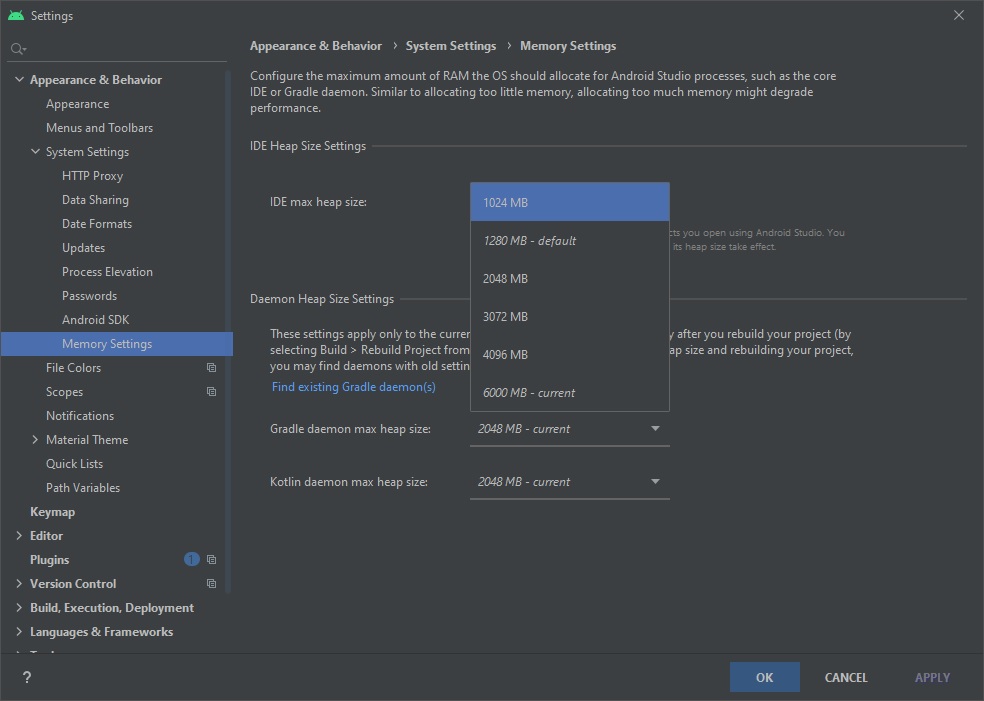 Settings
Appearance & Behavior
Appearance
Menus and Toolbars
System Settings
HTTP Proxy
Data Sharing
Date Formats
Updates
Process Elevation
Passwords
Android SDK
Memory Settings
File Colors
Scopes
Notifications
Material Theme
Quick Lists
Path Variables
Keymap
Editor
Plugins 1
Version Control
Build, Execution, Deployment
Languages & Frameworks
Appearance & Behavior › System Settings › Memory Settings
Configure the maximum amount of RAM the OS should allocate for Android Studio processes, such as the core
IDE or Gradle daemon. Similar to allocating too little memory, allocating too much memory might degrade
performance.
IDE Heap Size Settings
IDE max heap size:
1024 MB
1280 MB - default
2048 MB
3072 MB
4096 MB
6000 MB - current
cts you open using Android Studio. You
its heap size take effect.
Daemon Heap Size Settings
These settings apply only to the curren y after you rebuild your project (by
selecting Build > Rebuild Project from ap size and rebuilding your project,
you may find daemons with old settin
Find existing Gradle daemon(s)
Gradle daemon max heap size: 2048 MB - current
Kotlin daemon max heap size: 2048 MB - current
?
OK
CANCEL
APPLY